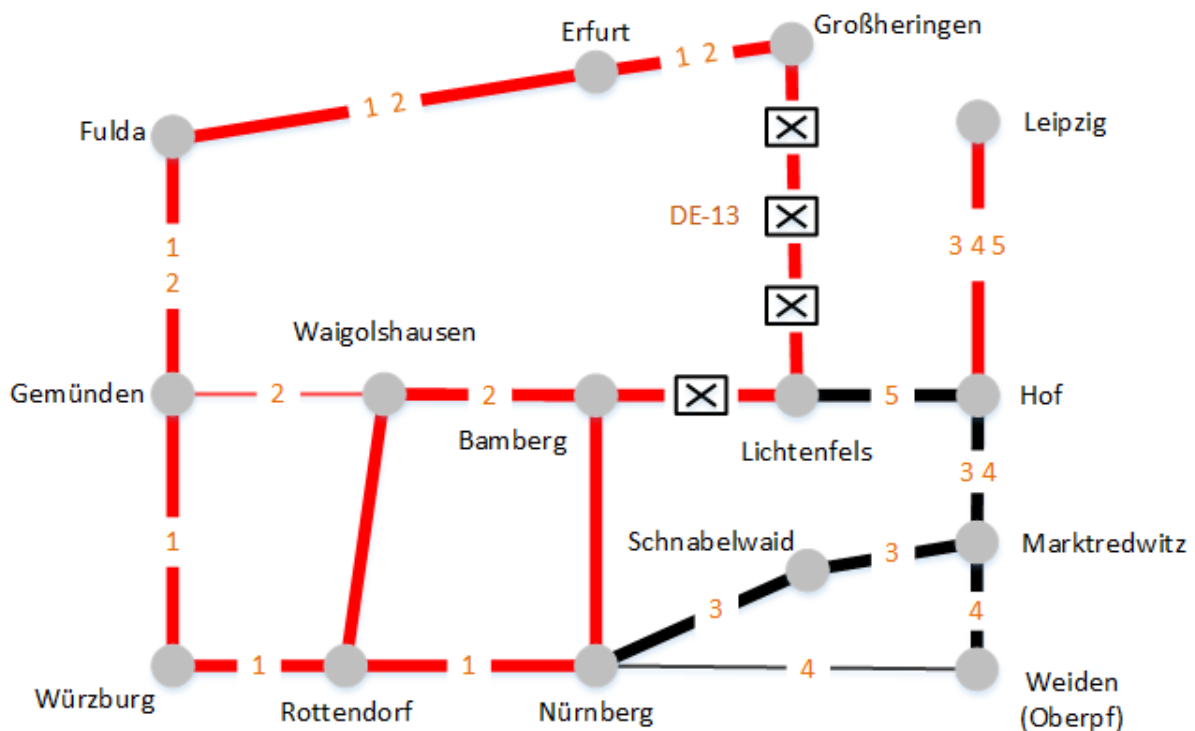 Erfurt
Großheringen
1 2
1 2
Fulda
Leipzig
DE-13
1
2
3 4 5
Waigolshausen
Gemünden
2
2
5
Hof
Bamberg
Lichtenfels
3 4
1
Schnabelwaid
3
Marktredwitz
3
4
1
1
4
Würzburg
Rottendorf
Nürnberg
Weiden
(Oberpf)